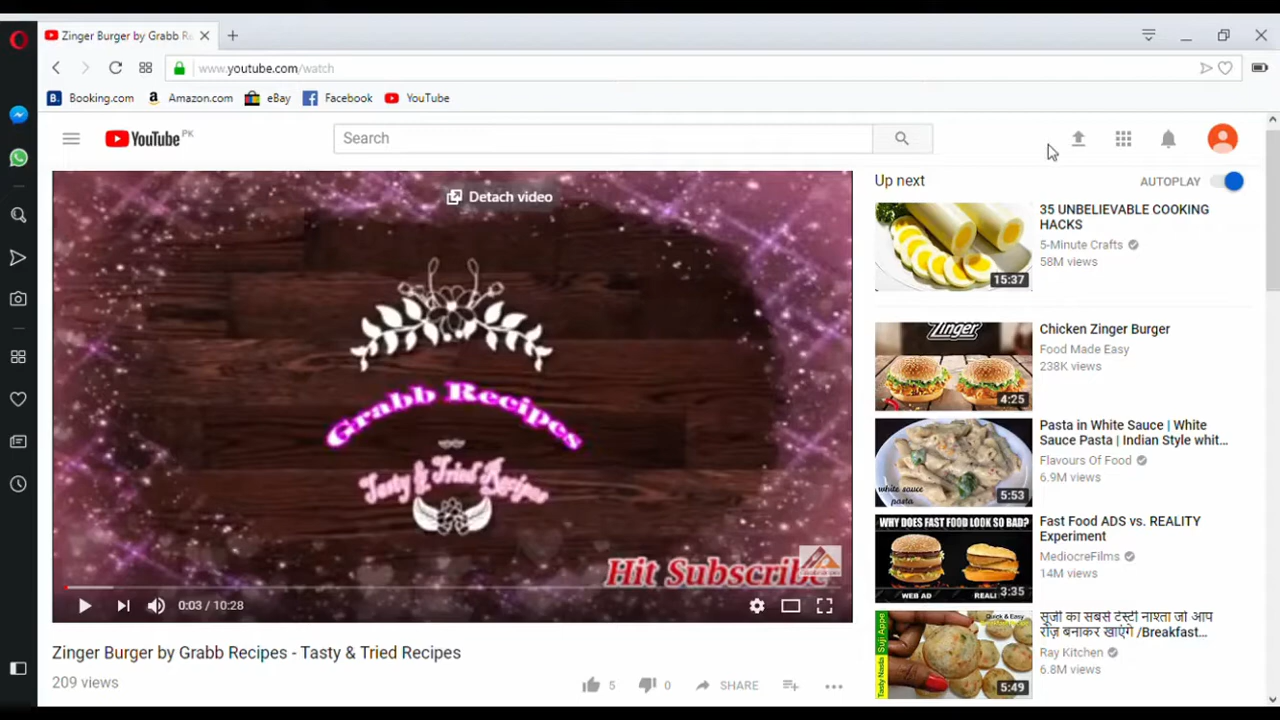 Zinger Burger by Grabb Re
www.youtube.com/watch
Booking.com
Amazon.com
eBay
Facebook
YouTube
YouTube PK
Search
Detach video
Grabb Recipes
Tasty & Tried Recipes
Hit Subscribe
0:03 / 10:28
Zinger Burger by Grabb Recipes - Tasty & Tried Recipes
209 views
5
0
SHARE
Up next
AUTOPLAY
15:37
35 UNBELIEVABLE COOKING
HACKS
5-Minute Crafts
58M views
Zinger
4:25
Chicken Zinger Burger
Food Made Easy
238K views
white sauce
pasta
5:53
Pasta in White Sauce | White
Sauce Pasta | Indian Style whit...
Flavours Of Food
6.9M views
WHY DOES FAST FOOD LOOK SO BAD?
WEB AD
REALI
3:35
Fast Food ADS vs. REALITY
Experiment
MediocreFilms
14M views
Quick & Easy
Tasty Nasta
Suji Appe
5:49
सूजी का सबसे टेस्टी नाश्ता जो आप
रोज़ बनाकर खाएंगे /Breakfast...
Ray Kitchen
6.8M views